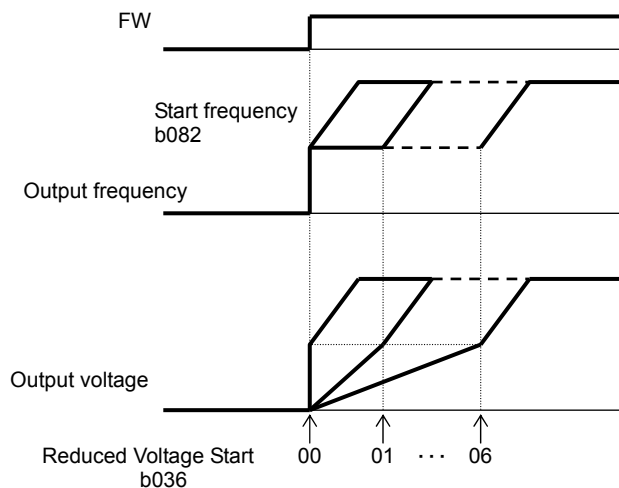 FW
Start frequency
b082
Output frequency
Output voltage
Reduced Voltage Start 00 01 ··· 06
b036